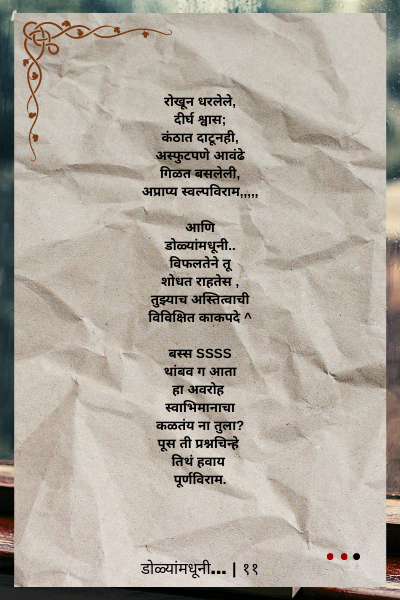 रोखून धरलेले,
दीर्घ श्वास;
कंठात दाटूनही,
अस्फुटपणे आवंढे
गिळत बसलेली,
अप्राप्य स्वल्पविराम,,,,,
आणि
डोळ्यांमधूनी..
विफलतेने तू
शोधत राहतेस ,
तुझ्याच अस्तित्वाची
विविक्षित काकपदे ^
बस्स SSSS
थांबव ग आता
हा अवरोह
स्वाभिमानाचा
कळतंय ना तुला?
पूस ती प्रश्नचिन्हे
तिथं हवाय
पूर्णविराम.
डोळ्यांमधूनी... | ११